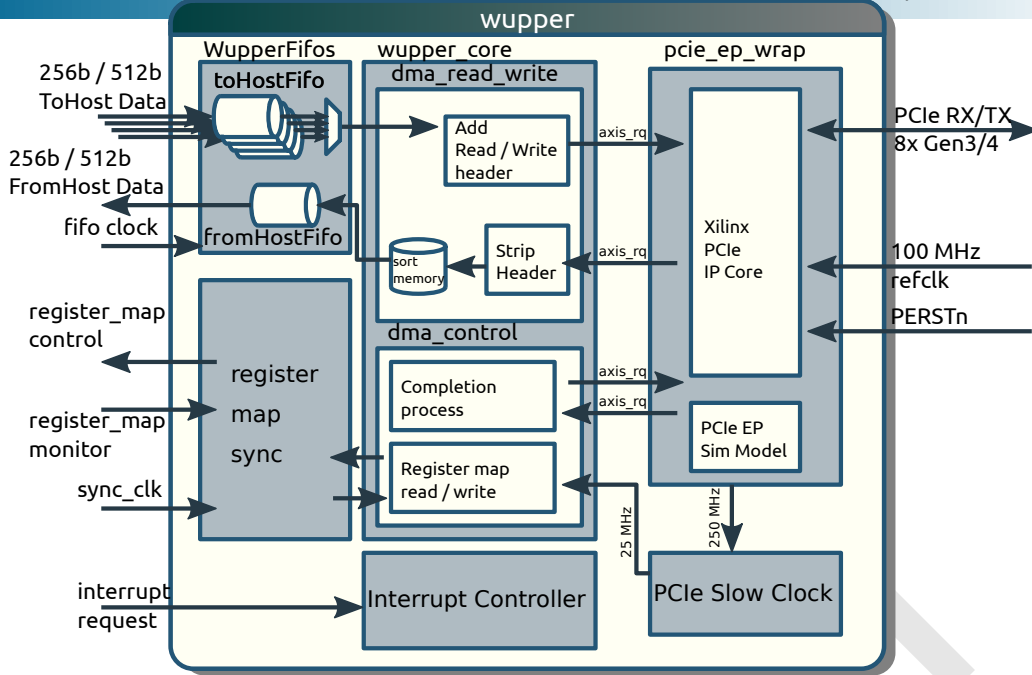 wupper
WupperFifos
wupper_core
pcie_ep_wrap
256b / 512b
ToHost Data
toHostFifo
dma_read_write
Add
Read / Write
header
axis_rq
PCIe RX/TX
8x Gen3/4
256b / 512b
FromHost Data
fifo clock
fromHostFifo
sort
memory
Strip
Header
axis_rq
Xilinx
PCIe
IP Core
100 MHz
refclk
PERSTn
register_map
control
register_map
monitor
sync_clk
register
map
sync
dma_control
Completion
process
axis_rq
axis_rq
Register map
read / write
PCIe EP
Sim Model
25 MHz
250 MHz
interrupt
request
Interrupt Controller
PCIe Slow Clock